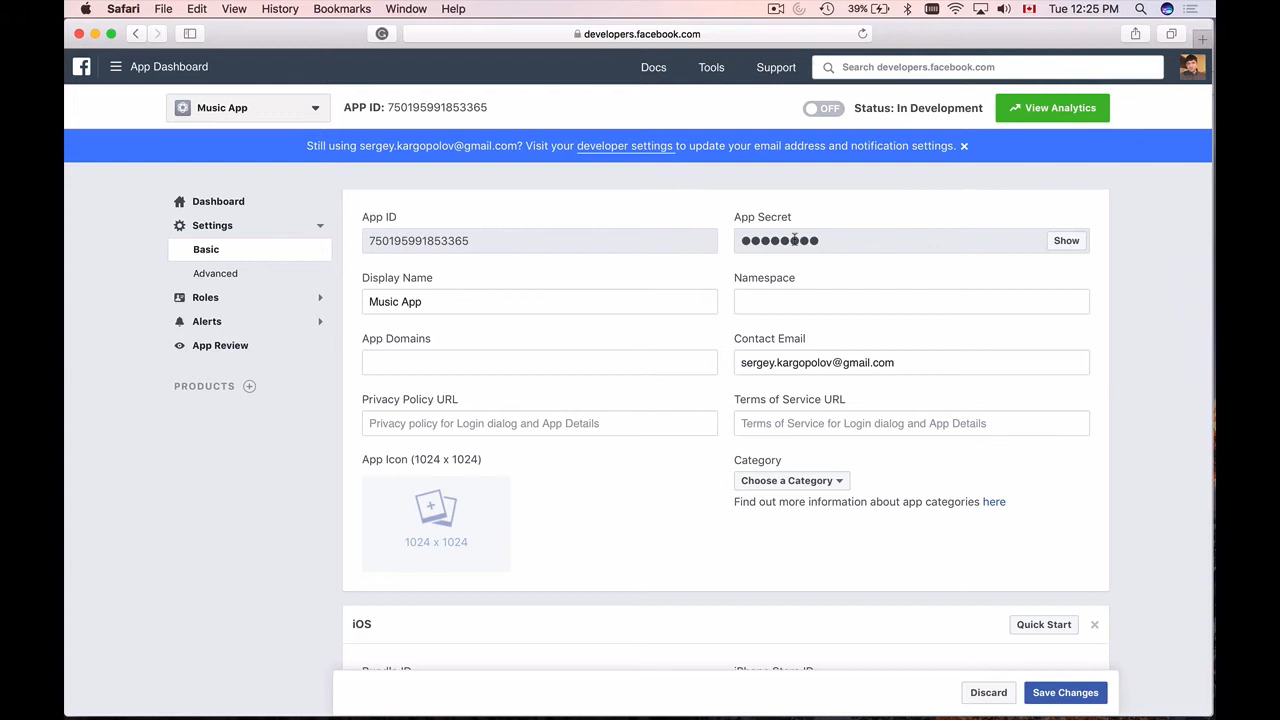 Safari File Edit View History Bookmarks Window Help 39% Tue 12:25 PM
developers.facebook.com
App Dashboard Docs Tools Support Search developers.facebook.com
Music App APP ID: 750195991853365 OFF Status: In Development View Analytics
Still using sergey.kargopolov@gmail.com? Visit your developer settings to update your email address and notification settings. ×
Dashboard
Settings
Basic
Advanced
Roles
Alerts
App Review
PRODUCTS
App ID App Secret
750195991853365 ●●●●●●●● Show
Display Name Namespace
Music App
App Domains Contact Email
sergey.kargopolov@gmail.com
Privacy Policy URL Terms of Service URL
Privacy policy for Login dialog and App Details Terms of Service for Login dialog and App Details
App Icon (1024 x 1024) Category
Choose a Category
Find out more information about app categories here
1024 x 1024
iOS Quick Start ×
Bundle ID iPhone Store ID
Discard Save Changes